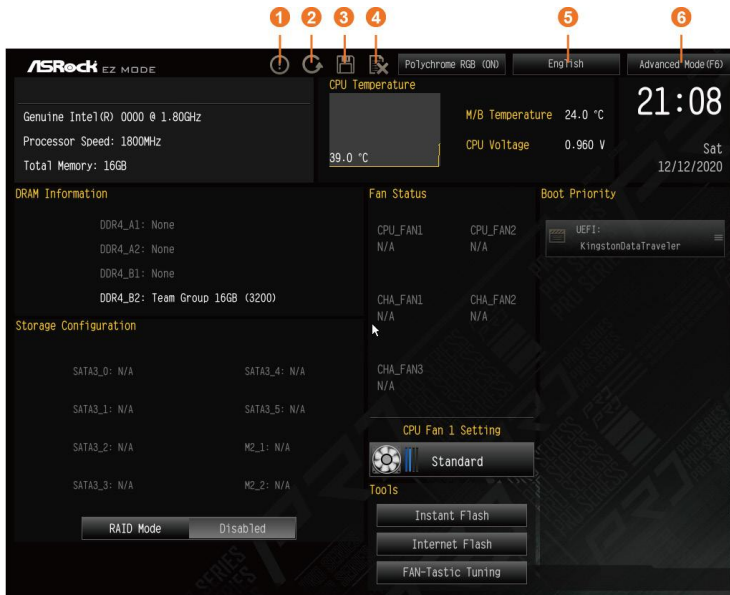 1 2 3 4 5 6
ASRock EZ MODE
Polychrome RGB (ON)
English
Advanced Mode(F6)
Genuine Intel(R) 0000 @ 1.80GHz
Processor Speed: 1800MHz
Total Memory: 16GB
CPU Temperature
39.0 °C
M/B Temperature 24.0 °C
CPU Voltage 0.960 V
21:08
Sat
12/12/2020
DRAM Information
DDR4_A1: None
DDR4_A2: None
DDR4_B1: None
DDR4_B2: Team Group 16GB (3200)
Storage Configuration
SATA3_0: N/A SATA3_4: N/A
SATA3_1: N/A SATA3_5: N/A
SATA3_2: N/A M2_1: N/A
SATA3_3: N/A M2_2: N/A
RAID Mode Disabled
Fan Status
CPU_FAN1 CPU_FAN2
N/A N/A
CHA_FAN1 CHA_FAN2
N/A N/A
CHA_FAN3
N/A
CPU Fan 1 Setting
Standard
Tools
Instant Flash
Internet Flash
FAN-Tastic Tuning
Boot Priority
UEFI:
KingstonDataTraveler